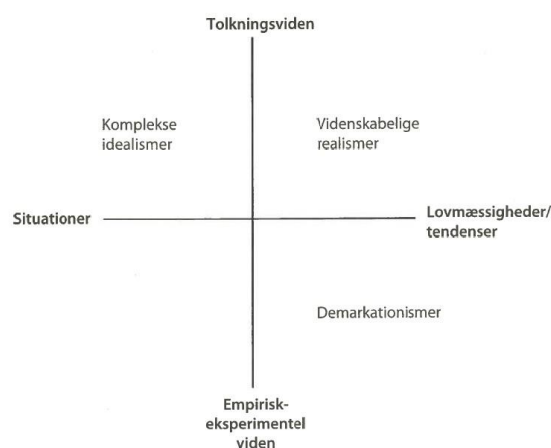 Tolkningsviden
Komplekse
idealismer
Videnskabelige
realismer
Situationer
Lovmæssigheder/
tendenser
Demarkationismer
Empirisk-
eksperimentel
viden